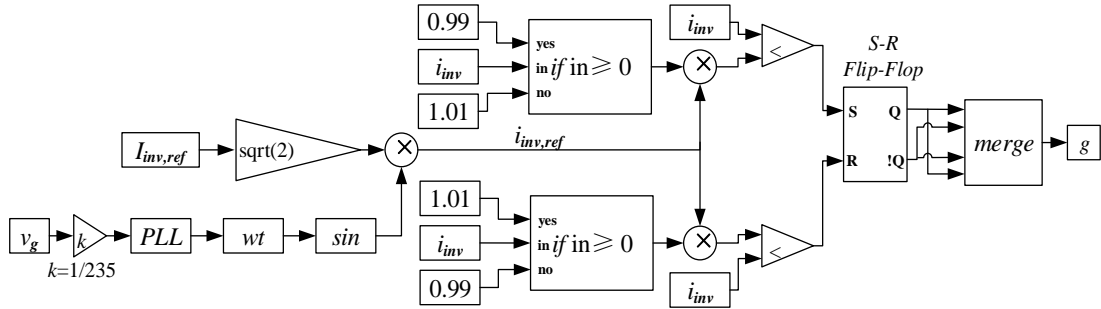 0.99
i_inv
1.01
yes
in
no
if in ≥ 0
×
i_inv
<
S-R
Flip-Flop
S
Q
R
!Q
merge
g
I_inv,ref
sqrt(2)
×
i_inv,ref
v_g
k
k=1/235
PLL
wt
sin
1.01
i_inv
0.99
yes
in
no
if in ≥ 0
×
i_inv
<